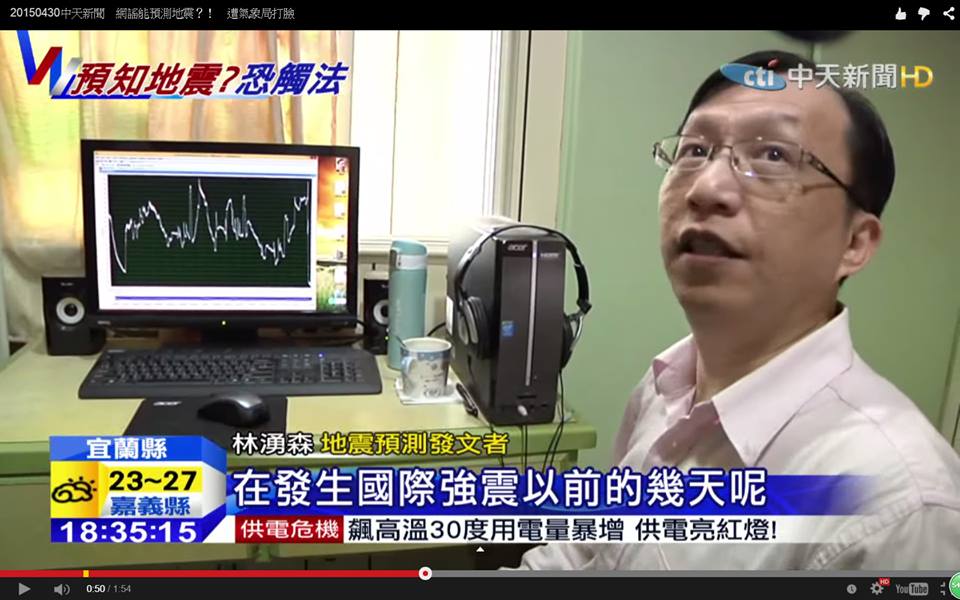 20150430中天新聞 網謠能預測地震?! 遭氣象局打臉
預知地震?恐觸法
cti 中天新聞HD
acer
acer
宜蘭縣
23~27
嘉義縣
18:35:15
林湧森 地震預測發文者
在發生國際強震以前的幾天呢
供電危機 飆高溫30度用電量暴增 供電亮紅燈!
0:50 / 1:54
HD
YouTube